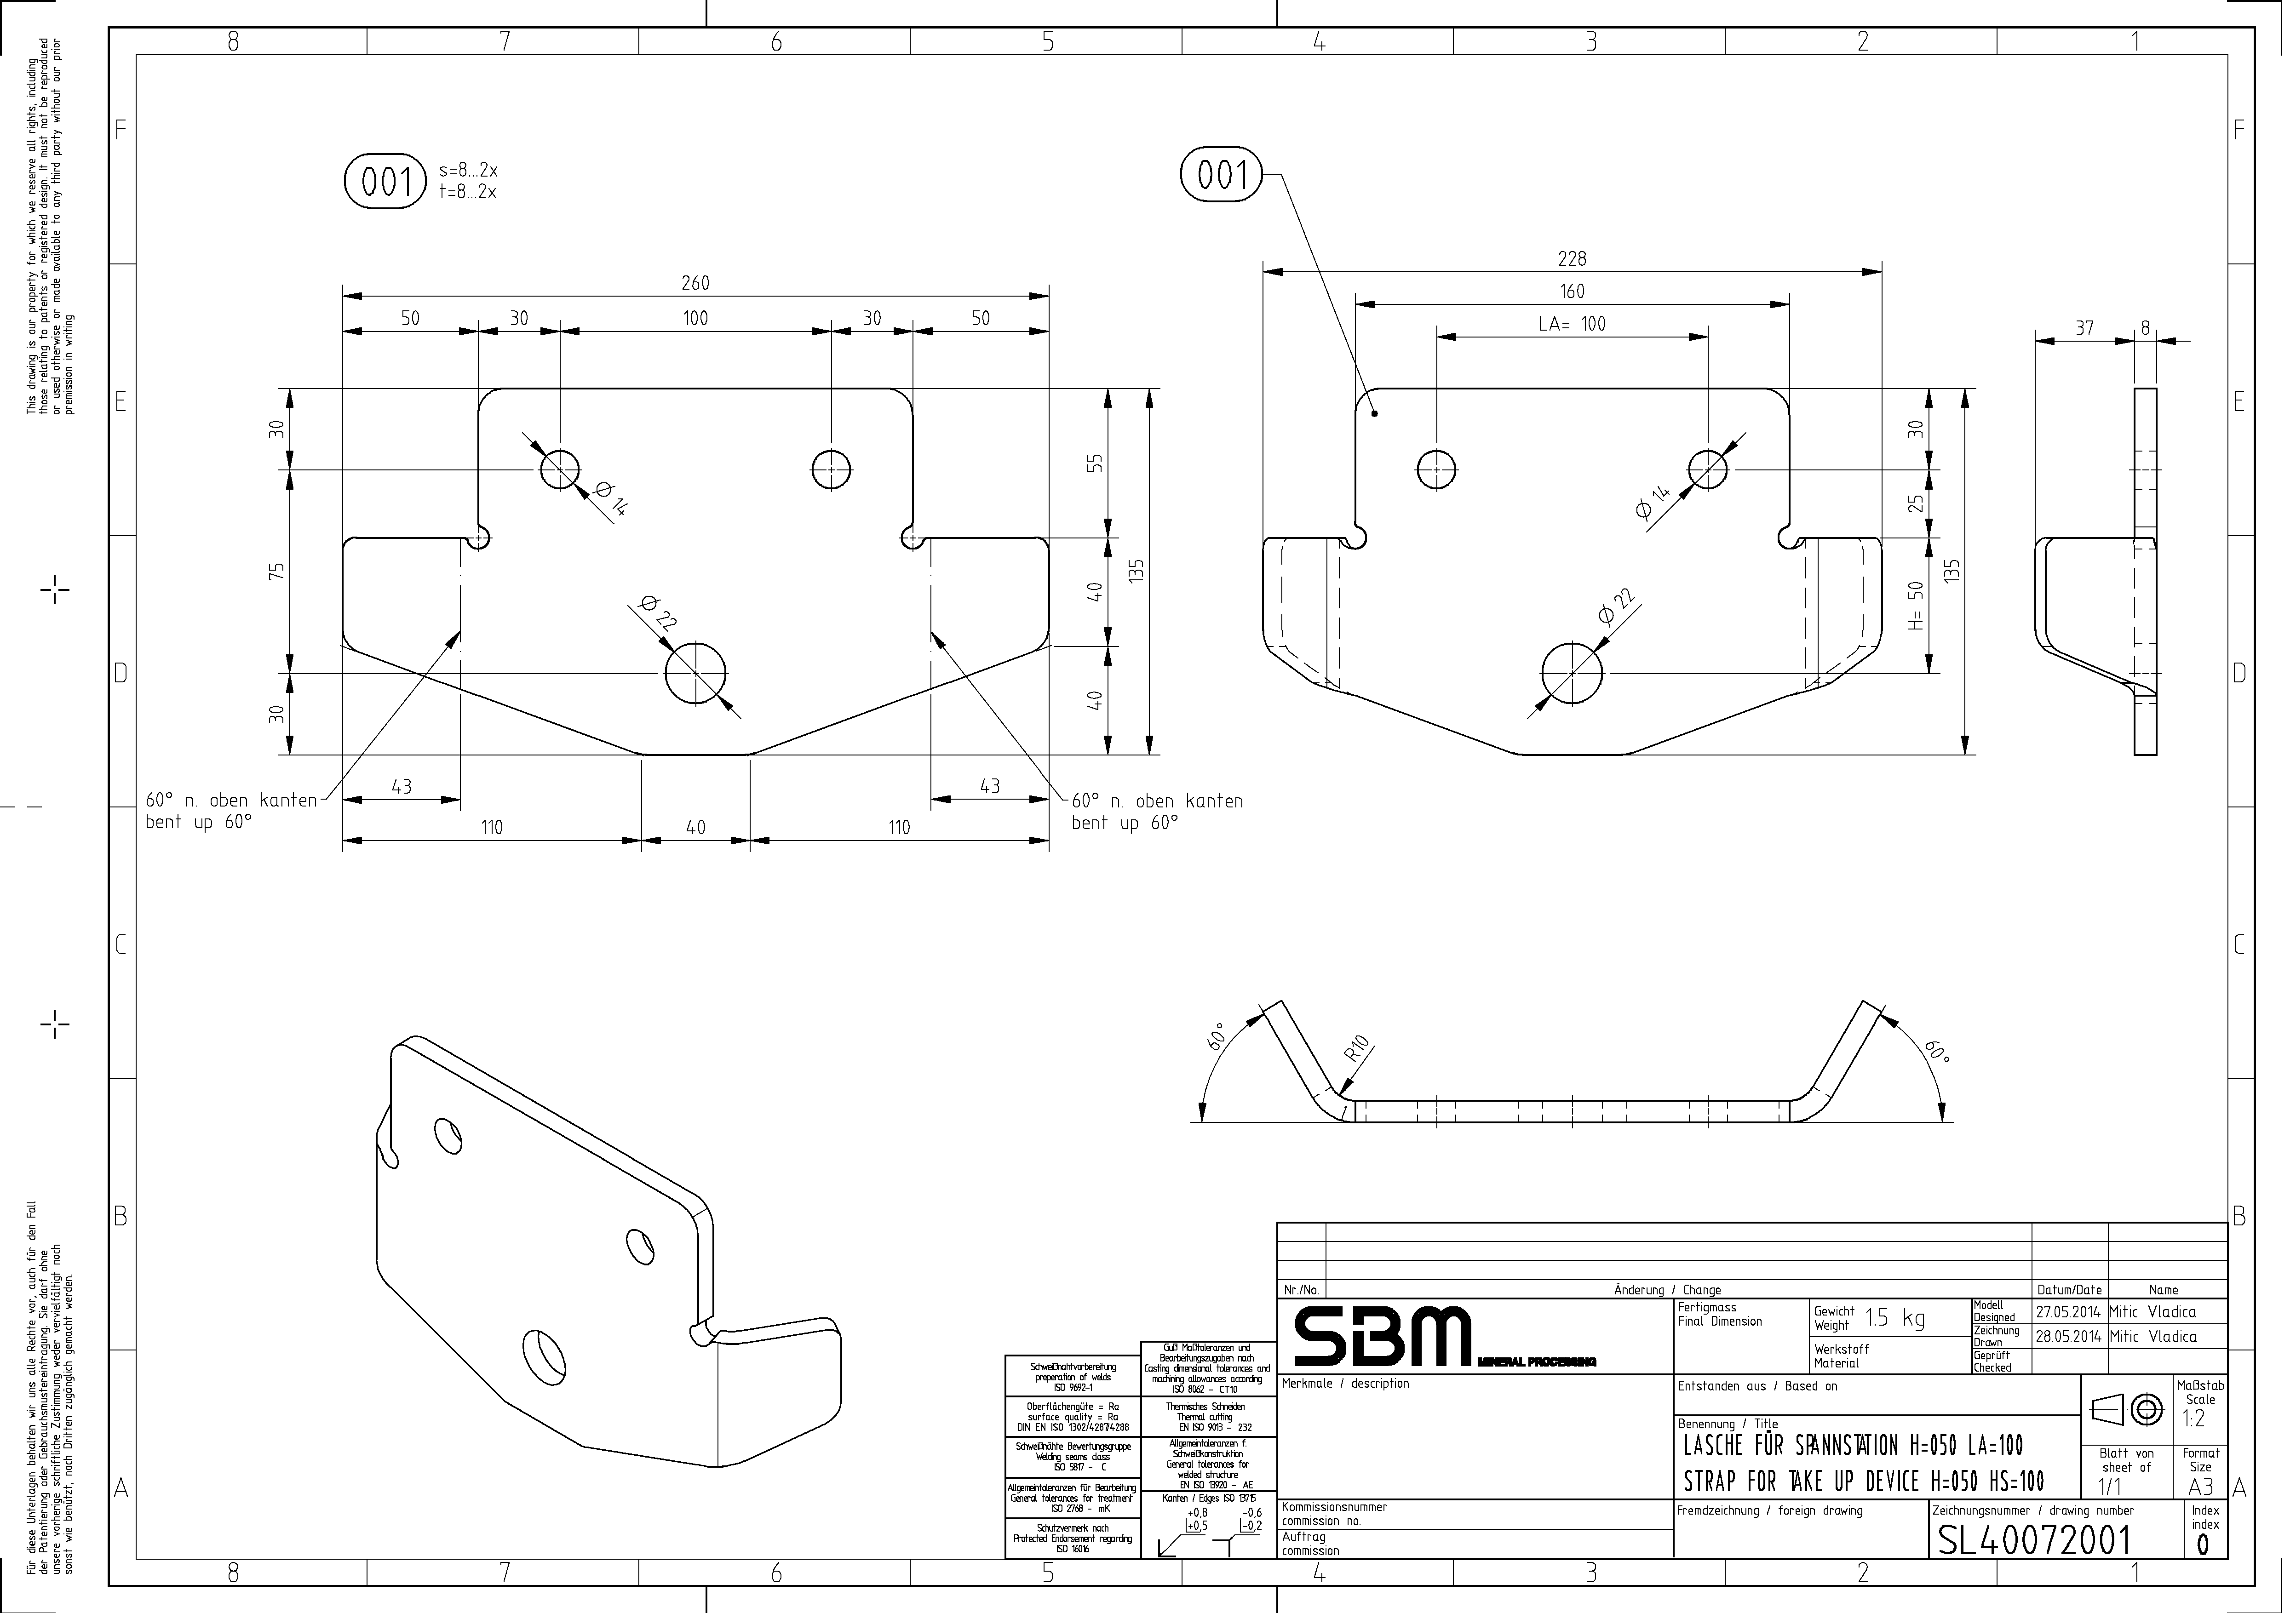 8 7 6 5 4 3 2 1
F
E
D
C
B
A
F
E
D
C
B
A
This drawing is our property for which we reserve all rights, including
those relating to patents or registered design. It must not be reproduced
or used otherwise or made available to any third party without our prior
premission in writing
Für diese Unterlagen behalten wir uns alle Rechte vor, auch für den Fall
der Patentierung oder Gebrauchsmustereintragung. Sie darf ohne
unsere vorherige schriftliche Zustimmung weder vervielfältigt noch
sonst wie benützt, noch Dritten zugänglich gemacht werden.
001
s=8...2x
t=8...2x
260
50 30 100 30 50
30
75
30
Ø 14
Ø 22
55
40
40
135
43
43
110 40 110
60° n. oben kanten
bent up 60°
60° n. oben kanten
bent up 60°
001
228
160
LA= 100
Ø 14
Ø 22
30
25
H= 50
135
37 8
60°
R10
60°
Schweißnahtvorbereitung
preperation of welds
ISO 9692-1
Oberflächengüte = Ra
surface quality = Ra
DIN EN ISO 1302/4287/4288
Schweißnähte Bewertungsgruppe
Welding seams class
ISO 5817 - C
Allgemeintoleranzen für Bearbeitung
General tolerances for treatment
ISO 2768 - mK
Schutzvermerk nach
Protected Endorsement regarding
ISO 16016
Guß Maßtoleranzen und
Bearbeitungszugaben nach
Casting dimensional tolerances and
machining allowances according
ISO 8062 - CT10
Thermisches Schneiden
Thermal cutting
EN ISO 9013 - 232
Allgemeintoleranzen f.
Schweißkonstruktion
General tolerances for
welded structure
EN ISO 13920 - AE
Kanten / Edges ISO 13715
+0,8 -0,6
+0,5 -0,2
Nr./No. Änderung / Change Datum/Date Name
SBM
MINERAL PROCESSING
Fertigmass
Final Dimension
Gewicht
Weight
1.5 kg
Werkstoff
Material
Modell
Designed
27.05.2014 Mitic Vladica
Zeichnung
Drawn
28.05.2014 Mitic Vladica
Geprüft
Checked
Merkmale / description
Entstanden aus / Based on
Maßstab
Scale
1:2
Benennung / Title
LASCHE FÜR SPANNSTATION H=050 LA=100
STRAP FOR TAKE UP DEVICE H=050 HS=100
Blatt von
sheet of
1/1
Format
Size
A3
Kommissionsnummer
commission no.
Auftrag
commission
Fremdzeichnung / foreign drawing
Zeichnungsnummer / drawing number
SL40072001
Index
index
0
8 7 6 5 4 3 2 1